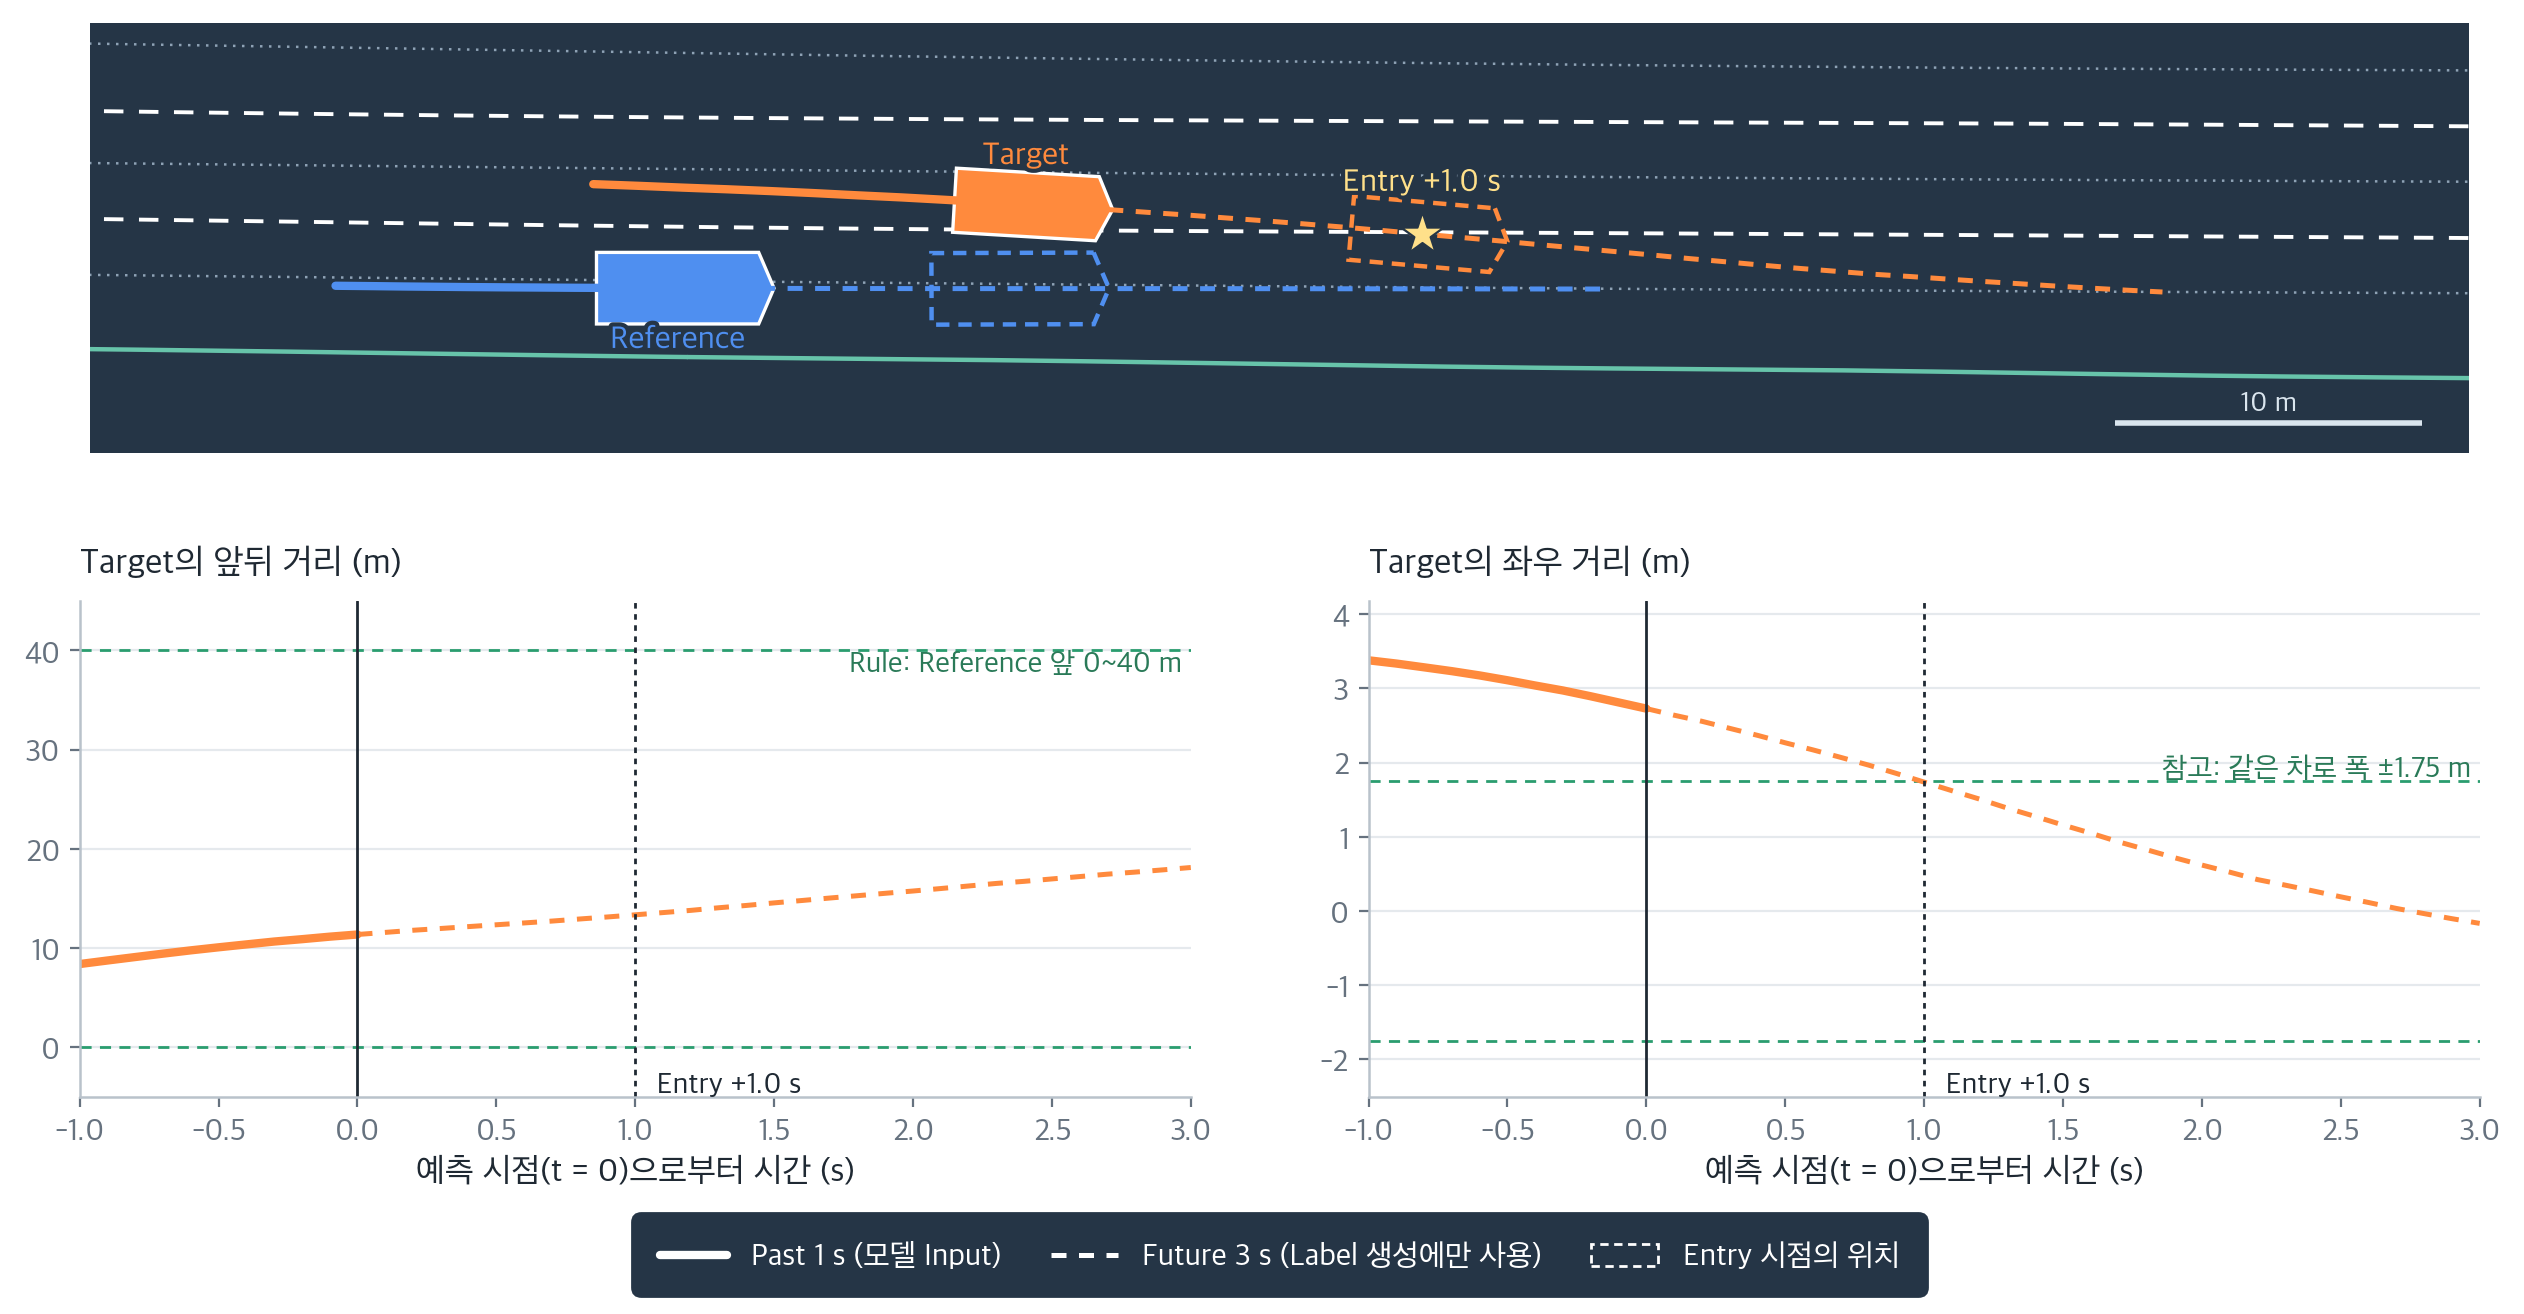 Target
Entry +1.0 s
Reference
10 m
Target의 앞뒤 거리 (m)
40
30
20
10
0
Rule: Reference 앞 0~40 m
Entry +1.0 s
-1.0 -0.5 0.0 0.5 1.0 1.5 2.0 2.5 3.0
예측 시점(t = 0)으로부터 시간 (s)
Target의 좌우 거리 (m)
4
3
2
1
0
-1
-2
참고: 같은 차로 폭 ±1.75 m
Entry +1.0 s
-1.0 -0.5 0.0 0.5 1.0 1.5 2.0 2.5 3.0
예측 시점(t = 0)으로부터 시간 (s)
Past 1 s (모델 Input)
Future 3 s (Label 생성에만 사용)
Entry 시점의 위치